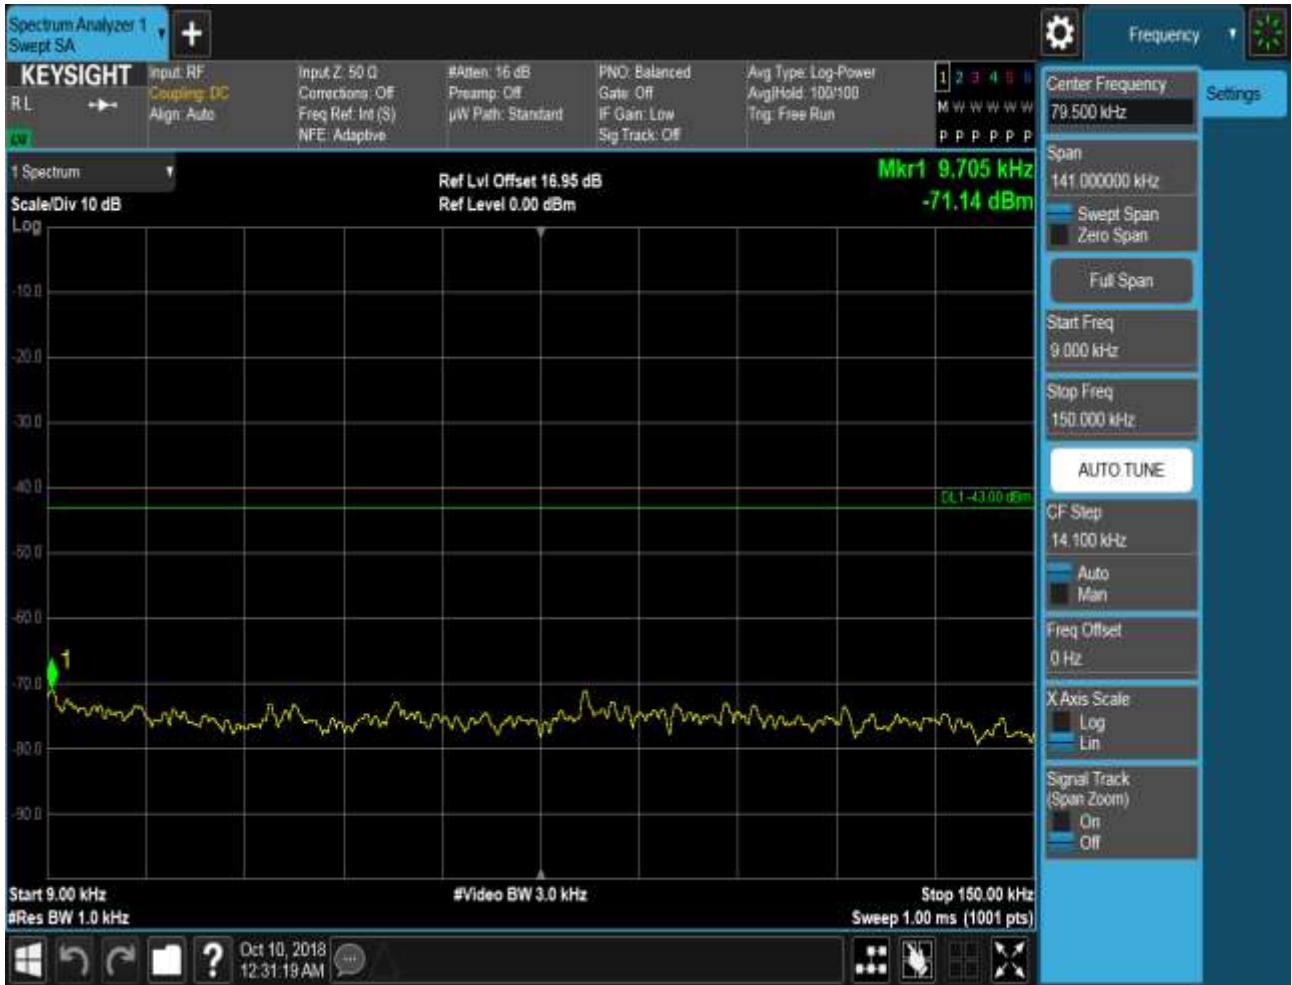 Spectrum Analyzer 1
Swept SA
Frequency
KEYSIGHT
R L
Input: RF
Coupling: DC
Align: Auto
Input Z: 50 Ω
Corrections: Off
Freq Ref: Int (S)
NFE: Adaptive
#Atten: 16 dB
Preamp: Off
µW Path: Standard
PNO: Balanced
Gate: Off
IF Gain: Low
Sig Track: Off
Avg Type: Log-Power
Avg|Hold: 100/100
Trig: Free Run
1 2 3 4 5 6
M W W W W W
P P P P P P
1 Spectrum
Scale/Div 10 dB
Log
Ref Lvl Offset 16.95 dB
Ref Level 0.00 dBm
Mkr1 9.705 kHz
-71.14 dBm
-10.0
-20.0
-30.0
-40.0
DL1 -43.00 dBm
-50.0
-60.0
1
-70.0
-80.0
-90.0
Start 9.00 kHz
#Res BW 1.0 kHz
#Video BW 3.0 kHz
Stop 150.00 kHz
Sweep 1.00 ms (1001 pts)
Center Frequency
79.500 kHz
Settings
Span
141.000000 kHz
Swept Span
Zero Span
Full Span
Start Freq
9.000 kHz
Stop Freq
150.000 kHz
AUTO TUNE
CF Step
14.100 kHz
Auto
Man
Freq Offset
0 Hz
X Axis Scale
Log
Lin
Signal Track
(Span Zoom)
On
Off
?
Oct 10, 2018
12:31:19 AM